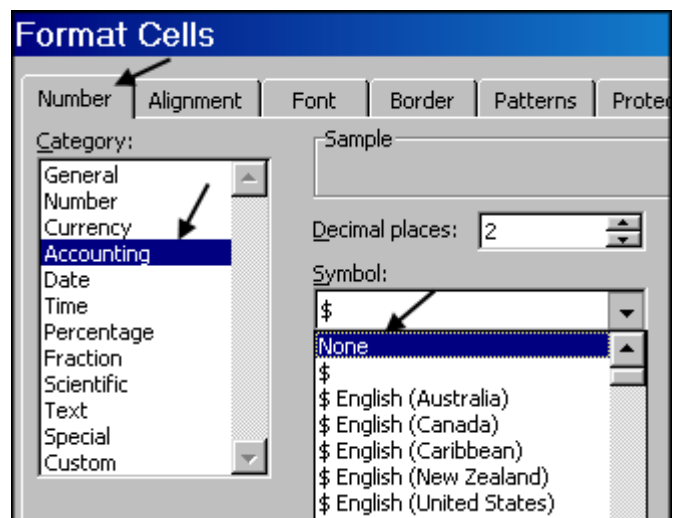 Format Cells
Number Alignment Font Border Patterns
Category:
General
Number
Currency
Accounting
Date
Time
Percentage
Fraction
Scientific
Text
Special
Custom
Sample
Decimal places: 2
Symbol:
$
None
$
$ English (Australia)
$ English (Canada)
$ English (Caribbean)
$ English (New Zealand)
$ English (United States)